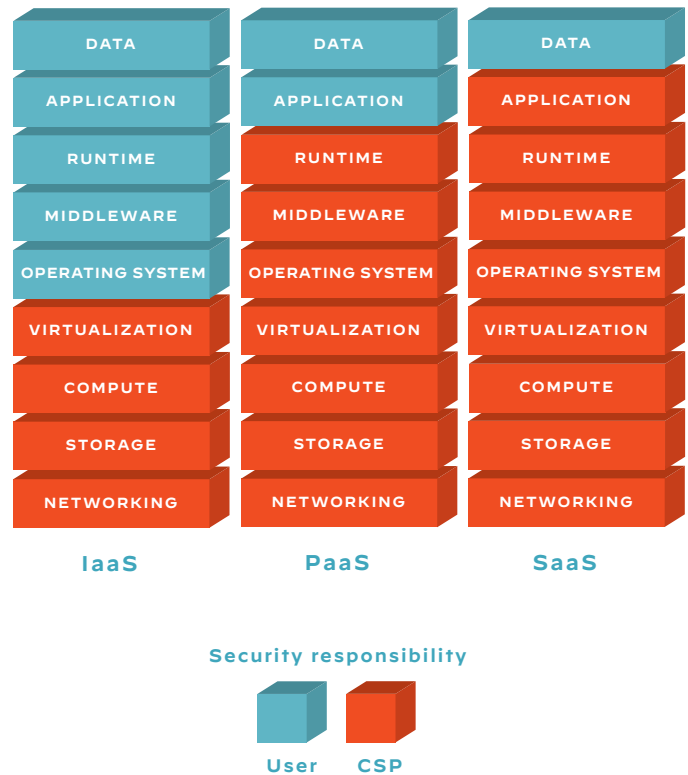 DATA
APPLICATION
RUNTIME
MIDDLEWARE
OPERATING SYSTEM
VIRTUALIZATION
COMPUTE
STORAGE
NETWORKING
IaaS
DATA
APPLICATION
RUNTIME
MIDDLEWARE
OPERATING SYSTEM
VIRTUALIZATION
COMPUTE
STORAGE
NETWORKING
PaaS
DATA
APPLICATION
RUNTIME
MIDDLEWARE
OPERATING SYSTEM
VIRTUALIZATION
COMPUTE
STORAGE
NETWORKING
SaaS
Security responsibility
User
CSP